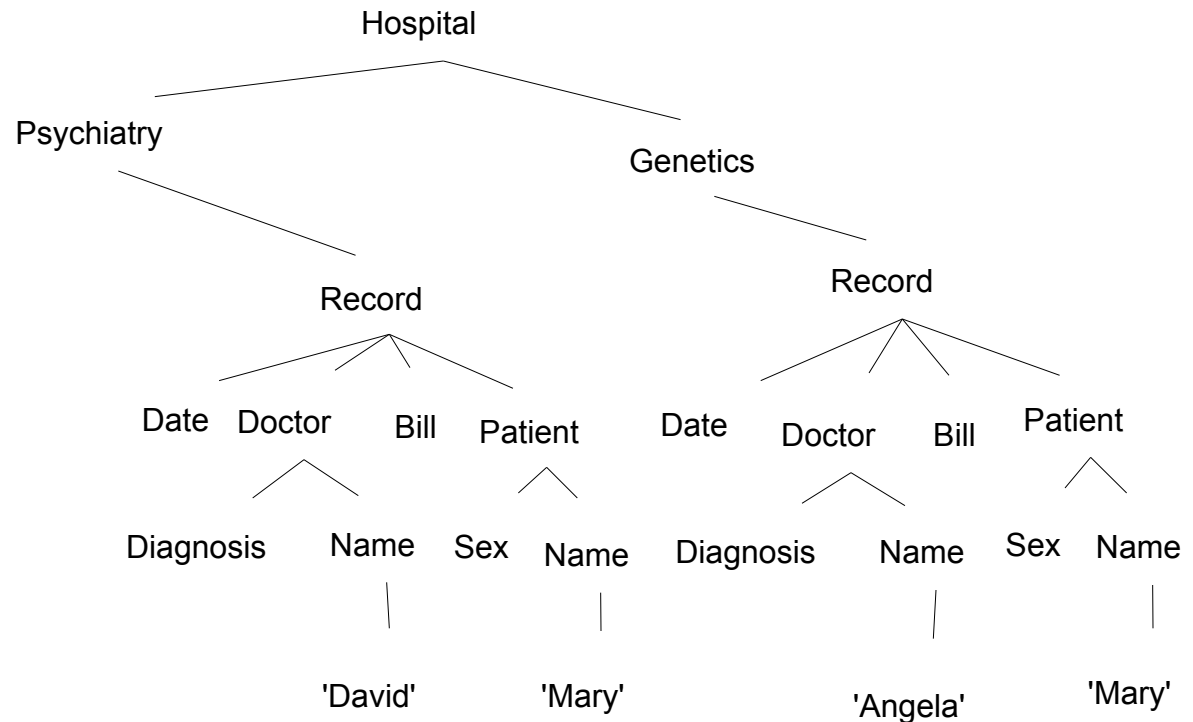 Hospital
Psychiatry
Genetics
Record
Record
Date Doctor Bill Patient
Date Doctor Bill Patient
Diagnosis Name Sex Name
Diagnosis Name Sex Name
'David' 'Mary'
'Angela' 'Mary'